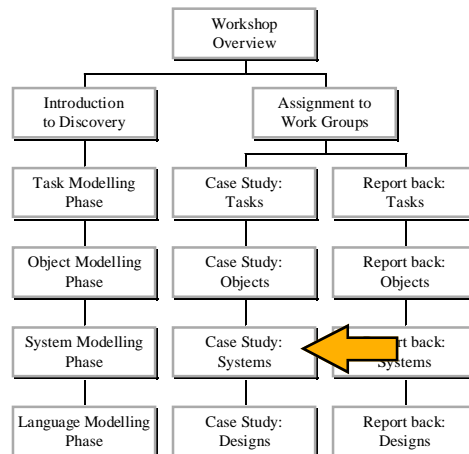 Workshop
Overview
Introduction
to Discovery
Assignment to
Work Groups
Task Modelling
Phase
Case Study:
Tasks
Report back:
Tasks
Object Modelling
Phase
Case Study:
Objects
Report back:
Objects
System Modelling
Phase
Case Study:
Systems
back:
Systems
Language Modelling
Phase
Case Study:
Designs
Report back:
Designs